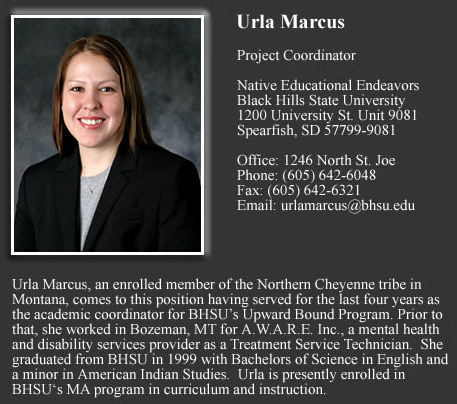 Urla Marcus
Project Coordinator
Native Educational Endeavors
Black Hills State University
1200 University St. Unit 9081
Spearfish, SD 57799-9081
Office: 1246 North St. Joe
Phone: (605) 642-6048
Fax: (605) 642-6321
Email: urlamarcus@bhsu.edu
Urla Marcus, an enrolled member of the Northern Cheyenne tribe in
Montana, comes to this position having served for the last four years as
the academic coordinator for BHSU's Upward Bound Program. Prior to
that, she worked in Bozeman, MT for A.W.A.R.E. Inc., a mental health
and disability services provider as a Treatment Service Technician.  She
graduated from BHSU in 1999 with Bachelors of Science in English and
a minor in American Indian Studies.  Urla is presently enrolled in
BHSU‘s MA program in curriculum and instruction.